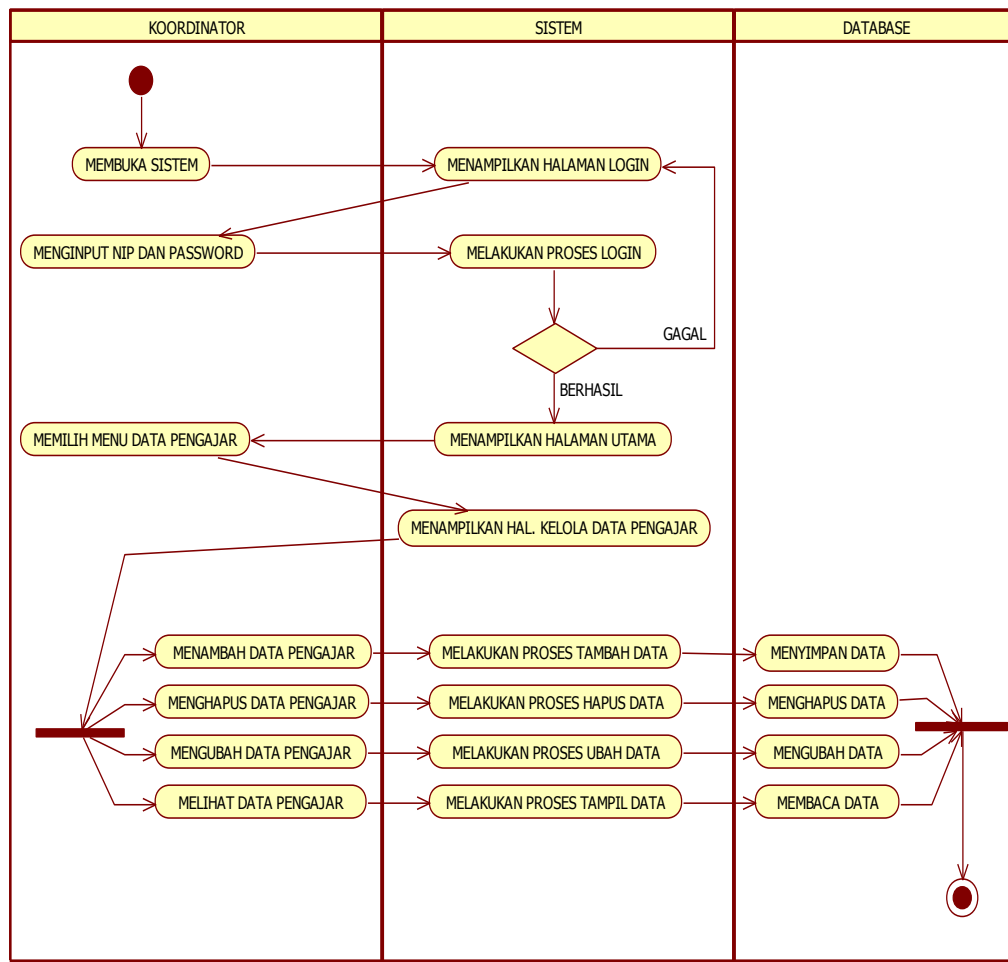 KOORDINATOR
SISTEM
DATABASE
MEMBUKA SISTEM
MENAMPILKAN HALAMAN LOGIN
MENGINPUT NIP DAN PASSWORD
MELAKUKAN PROSES LOGIN
GAGAL
BERHASIL
MEMILIH MENU DATA PENGAJAR
MENAMPILKAN HALAMAN UTAMA
MENAMPILKAN HAL. KELOLA DATA PENGAJAR
MENAMBAH DATA PENGAJAR
MELAKUKAN PROSES TAMBAH DATA
MENYIMPAN DATA
MENGHAPUS DATA PENGAJAR
MELAKUKAN PROSES HAPUS DATA
MENGHAPUS DATA
MENGUBAH DATA PENGAJAR
MELAKUKAN PROSES UBAH DATA
MENGUBAH DATA
MELIHAT DATA PENGAJAR
MELAKUKAN PROSES TAMPIL DATA
MEMBACA DATA